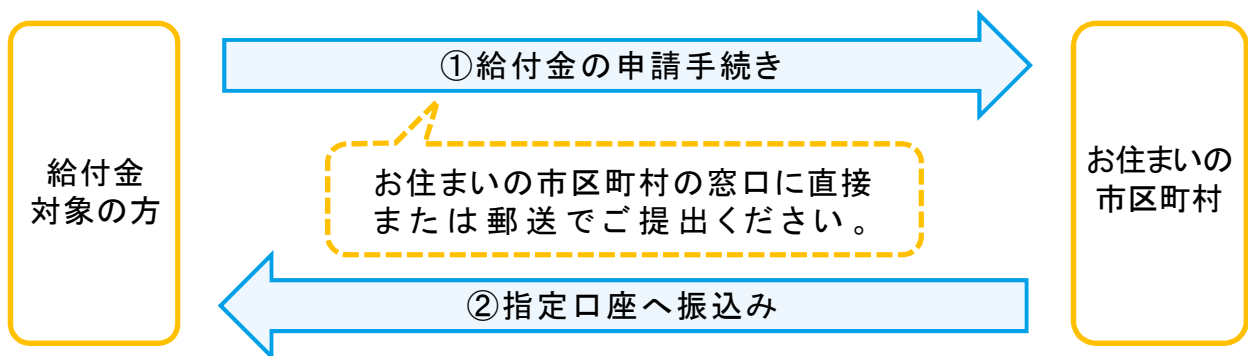 ①給付金の申請手続き
給付金
対象の方
お住まいの市区町村の窓口に直接
または郵送でご提出ください。
お住まいの
市区町村
②指定口座へ振込み